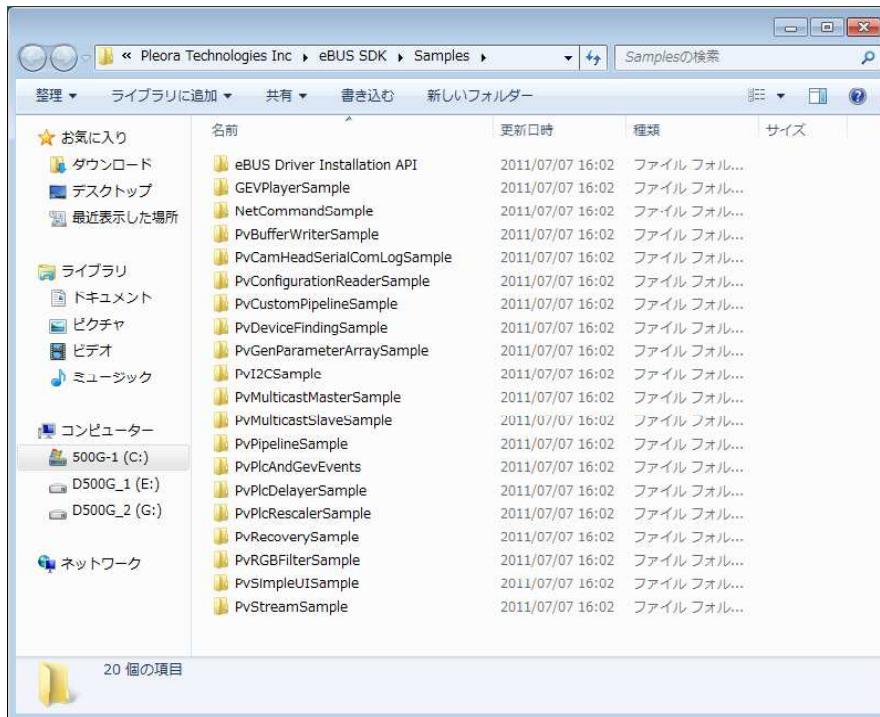 « Pleora Technologies Inc ▸ eBUS SDK ▸ Samples ▸ Samplesの検索
整理 ▼ ライブラリに追加 ▼ 共有 ▼ 書き込む 新しいフォルダー
名前 更新日時 種類 サイズ
お気に入り
ダウンロード
デスクトップ
最近表示した場所
ライブラリ
ドキュメント
ピクチャ
ビデオ
ミュージック
コンピューター
500G-1 (C:)
D500G_1 (E:)
D500G_2 (G:)
ネットワーク
eBUS Driver Installation API 2011/07/07 16:02 ファイル フォル...
GEVPlayerSample 2011/07/07 16:02 ファイル フォル...
NetCommandSample 2011/07/07 16:02 ファイル フォル...
PvBufferWriterSample 2011/07/07 16:02 ファイル フォル...
PvCamHeadSerialComLogSample 2011/07/07 16:02 ファイル フォル...
PvConfigurationReaderSample 2011/07/07 16:02 ファイル フォル...
PvCustomPipelineSample 2011/07/07 16:02 ファイル フォル...
PvDeviceFindingSample 2011/07/07 16:02 ファイル フォル...
PvGenParameterArraySample 2011/07/07 16:02 ファイル フォル...
PvI2CSample 2011/07/07 16:02 ファイル フォル...
PvMulticastMasterSample 2011/07/07 16:02 ファイル フォル...
PvMulticastSlaveSample 2011/07/07 16:02 ファイル フォル...
PvPipelineSample 2011/07/07 16:02 ファイル フォル...
PvPlcAndGevEvents 2011/07/07 16:02 ファイル フォル...
PvPlcDelayerSample 2011/07/07 16:02 ファイル フォル...
PvPlcRescalerSample 2011/07/07 16:02 ファイル フォル...
PvRecoverySample 2011/07/07 16:02 ファイル フォル...
PvRGBFilterSample 2011/07/07 16:02 ファイル フォル...
PvSimpleUISample 2011/07/07 16:02 ファイル フォル...
PvStreamSample 2011/07/07 16:02 ファイル フォル...
20 個の項目